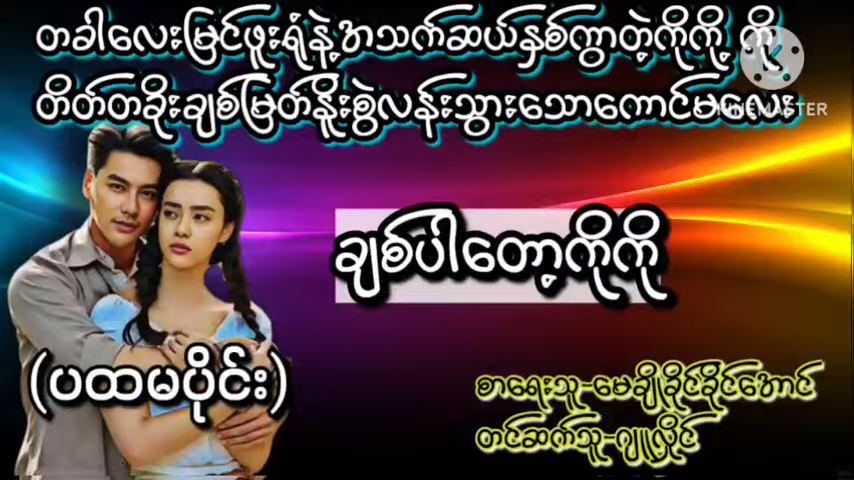 တခါလေးမြင်ဖူးရုံနဲ့အသက်ဆယ်နှစ်ကွာတဲ့ကိုကို့ ကို
တိတ်တခိုးချစ်မြတ်နိူးစွဲလန်းသွားသောကောင်မလေး
KINEMASTER
ချစ်ပါတော့ကိုကို
(ပထမပိုင်း)
စာရေးသူ-မေချိုခိုင်ခိုင်အောင်
တင်ဆက်သူ-ဂျူလှိုင်